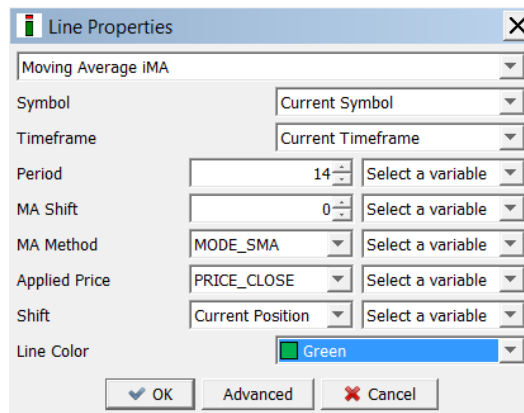 Line Properties
Moving Average iMA
Symbol Current Symbol
Timeframe Current Timeframe
Period 14 Select a variable
MA Shift 0 Select a variable
MA Method MODE_SMA Select a variable
Applied Price PRICE_CLOSE Select a variable
Shift Current Position Select a variable
Line Color Green
OK Advanced Cancel